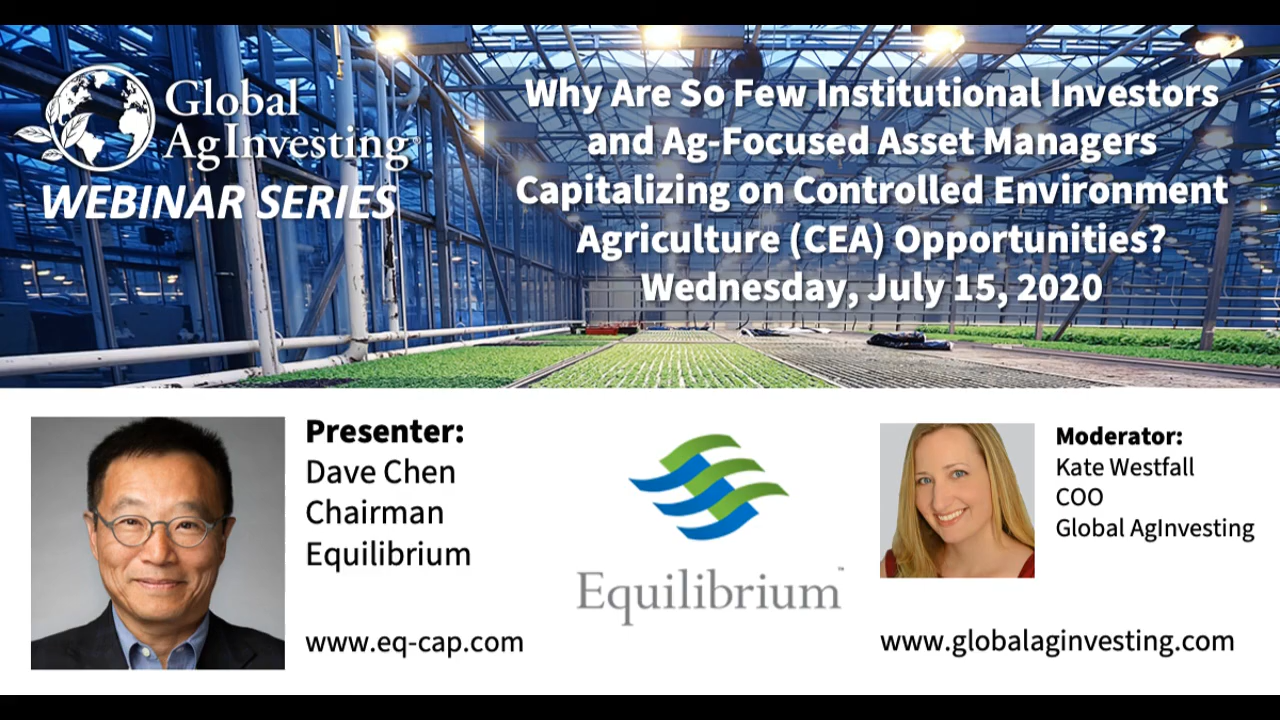 Global
AgInvesting®
WEBINAR SERIES
Why Are So Few Institutional Investors
and Ag-Focused Asset Managers
Capitalizing on Controlled Environment
Agriculture (CEA) Opportunities?
Wednesday, July 15, 2020
Presenter:
Dave Chen
Chairman
Equilibrium
www.eq-cap.com
Equilibrium™
Moderator:
Kate Westfall
COO
Global AgInvesting
www.globalaginvesting.com